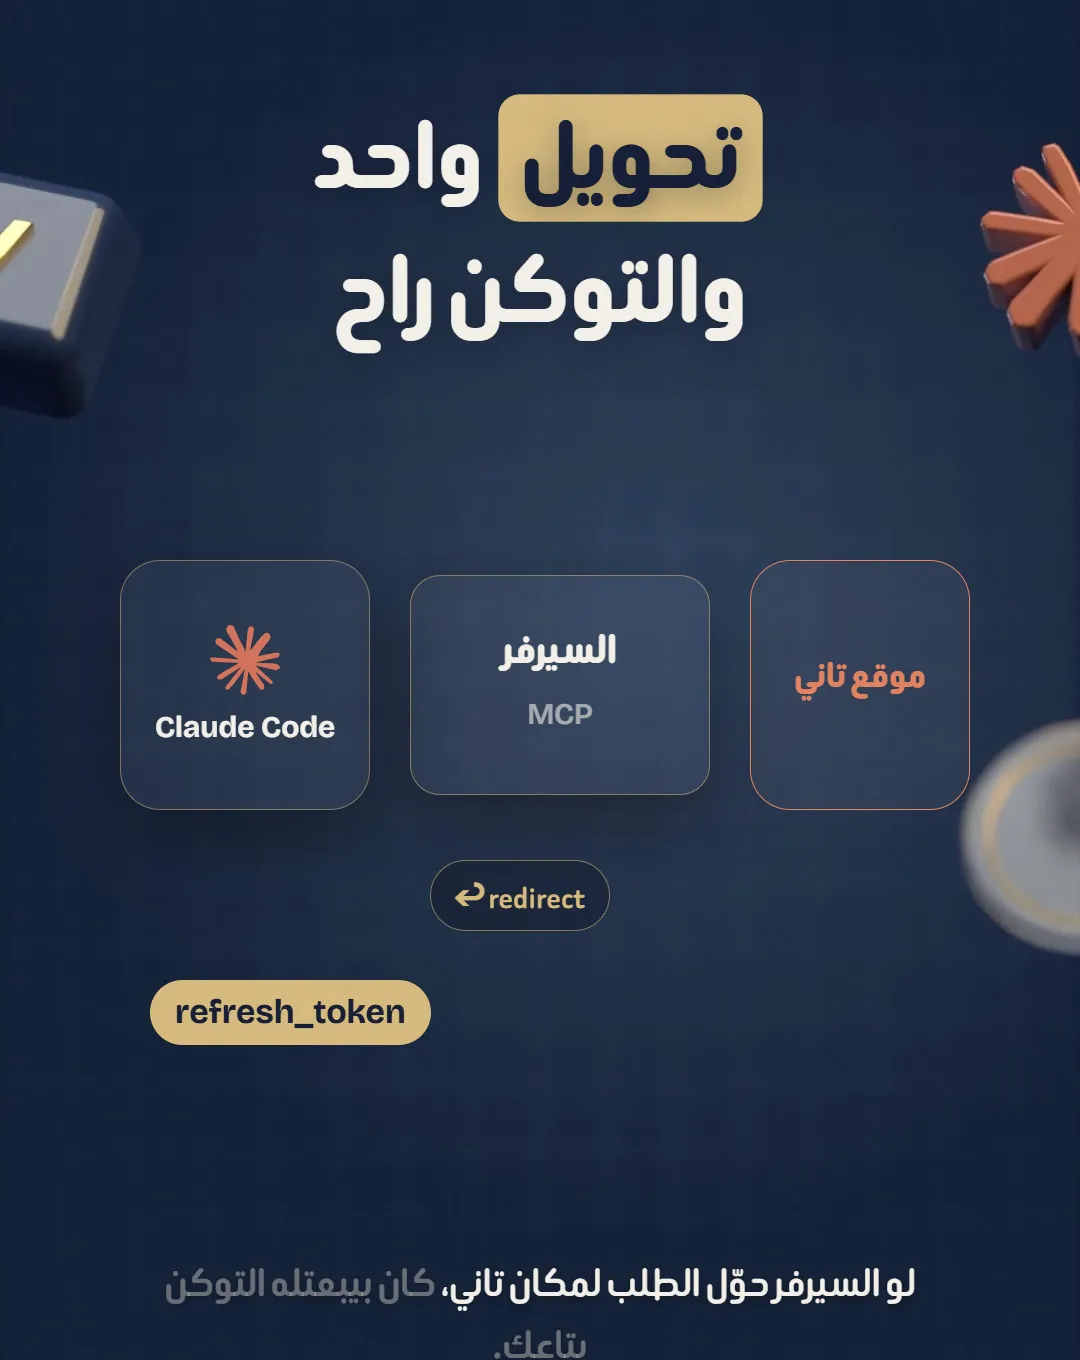 تحويل واحد
والتوكن راح
Claude Code
السيرفر
MCP
موقع تاني
↩ redirect
refresh_token
لو السيرفر حوّل الطلب لمكان تاني، كان بيبعتله التوكن
بتاعك.